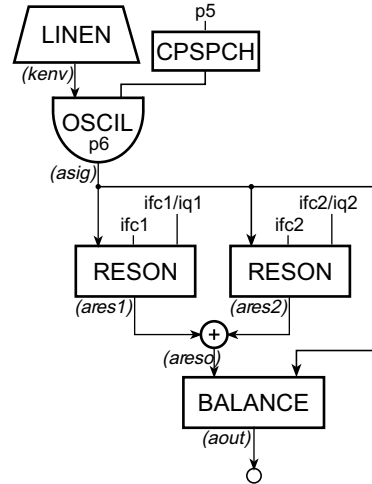 p5
LINEN
CPSPCH
(kenv)
OSCIL
p6
(asig)
ifc1/iq1
ifc2/iq2
ifc1
ifc2
RESON
RESON
(ares1)
(ares2)
+
(areso)
BALANCE
(aout)